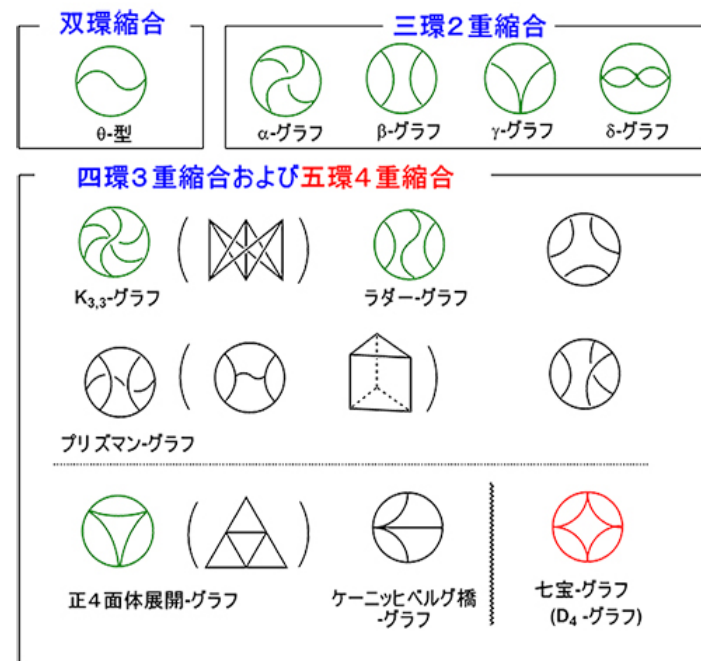 双環縮合
三環２重縮合
θ-型
α-グラフ
β-グラフ
γ-グラフ
δ-グラフ
四環３重縮合および五環４重縮合
K3,3-グラフ
ラダー-グラフ
プリズマン-グラフ
正４面体展開-グラフ
ケーニッヒベルグ橋
-グラフ
七宝-グラフ
(D4 -グラフ)